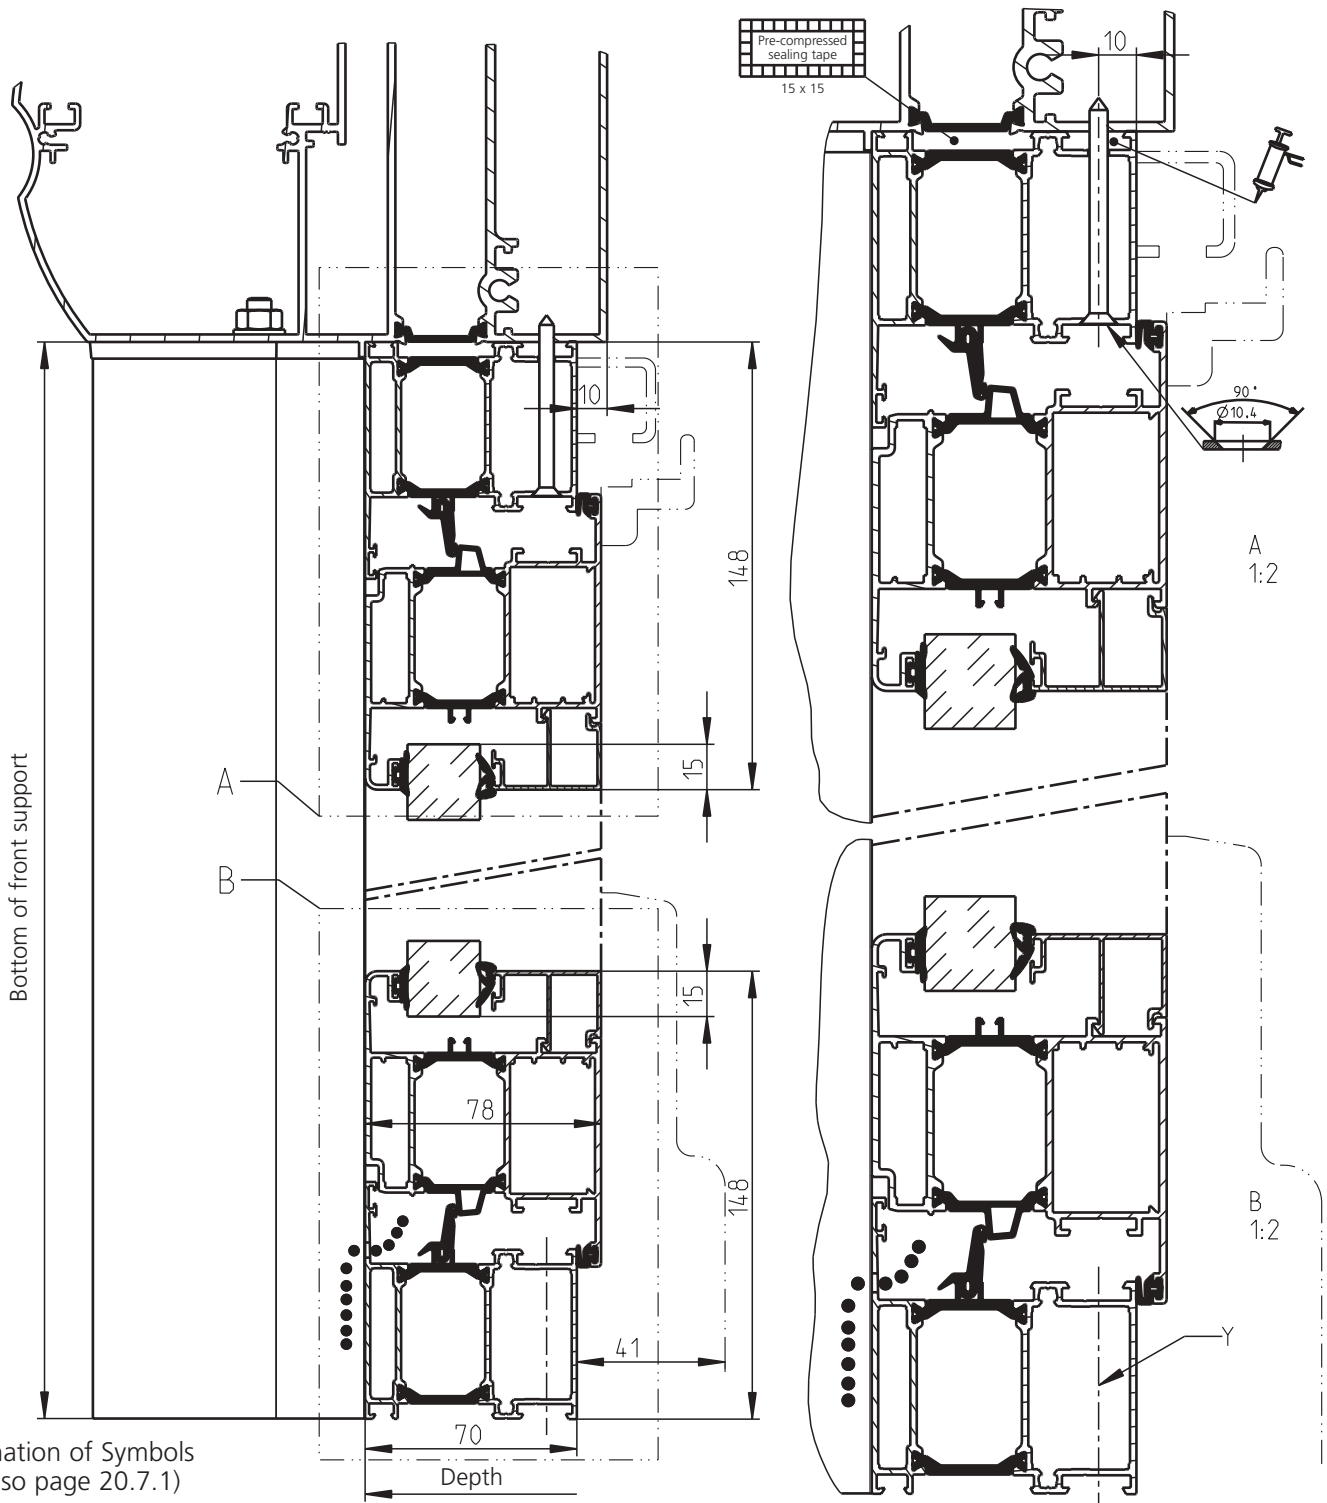 Pre-compressed
sealing tape
15 x 15
10
10
90°
Ø10.4
A
1:2
148
15
A
B
Bottom of front support
15
78
148
B
1:2
Y
41
70
Depth
nation of Symbols
so page 20.7.1)